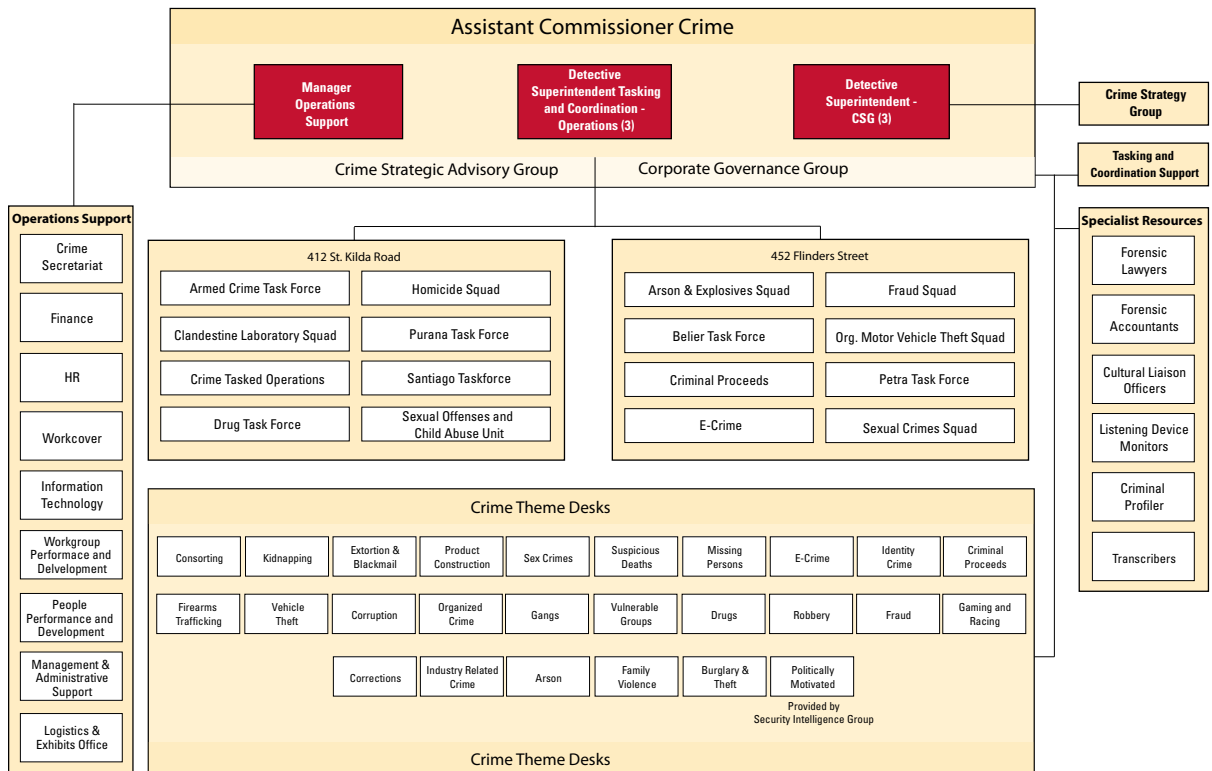 Assistant Commissioner Crime
Manager
Operations
Support
Detective
Superintendent Tasking
and Coordination -
Operations (3)
Detective
Superintendent -
CSG (3)
Crime Strategy
Group
Crime Strategic Advisory Group
Corporate Governance Group
Tasking and
Coordination Support
Operations Support
Crime
Secretariat
Finance
HR
Workcover
Information
Technology
Workgroup
Performace and
Delvelopment
People
Performance and
Development
Management &
Administrative
Support
Logistics &
Exhibits Office
412 St. Kilda Road
Armed Crime Task Force
Homicide Squad
Clandestine Laboratory Squad
Purana Task Force
Crime Tasked Operations
Santiago Taskforce
Drug Task Force
Sexual Offenses and
Child Abuse Unit
452 Flinders Street
Arson & Explosives Squad
Fraud Squad
Belier Task Force
Org. Motor Vehicle Theft Squad
Criminal Proceeds
Petra Task Force
E-Crime
Sexual Crimes Squad
Specialist Resources
Forensic
Lawyers
Forensic
Accountants
Cultural Liaison
Officers
Listening Device
Monitors
Criminal
Profiler
Transcribers
Crime Theme Desks
Consorting
Kidnapping
Extortion &
Blackmail
Product
Construction
Sex Crimes
Suspicious
Deaths
Missing
Persons
E-Crime
Identity
Crime
Criminal
Proceeds
Firearms
Trafficking
Vehicle
Theft
Corruption
Organized
Crime
Gangs
Vulnerable
Groups
Drugs
Robbery
Fraud
Gaming and
Racing
Corrections
Industry Related
Crime
Arson
Family
Violence
Burglary &
Theft
Politically
Motivated
Provided by
Security Intelligence Group
Crime Theme Desks